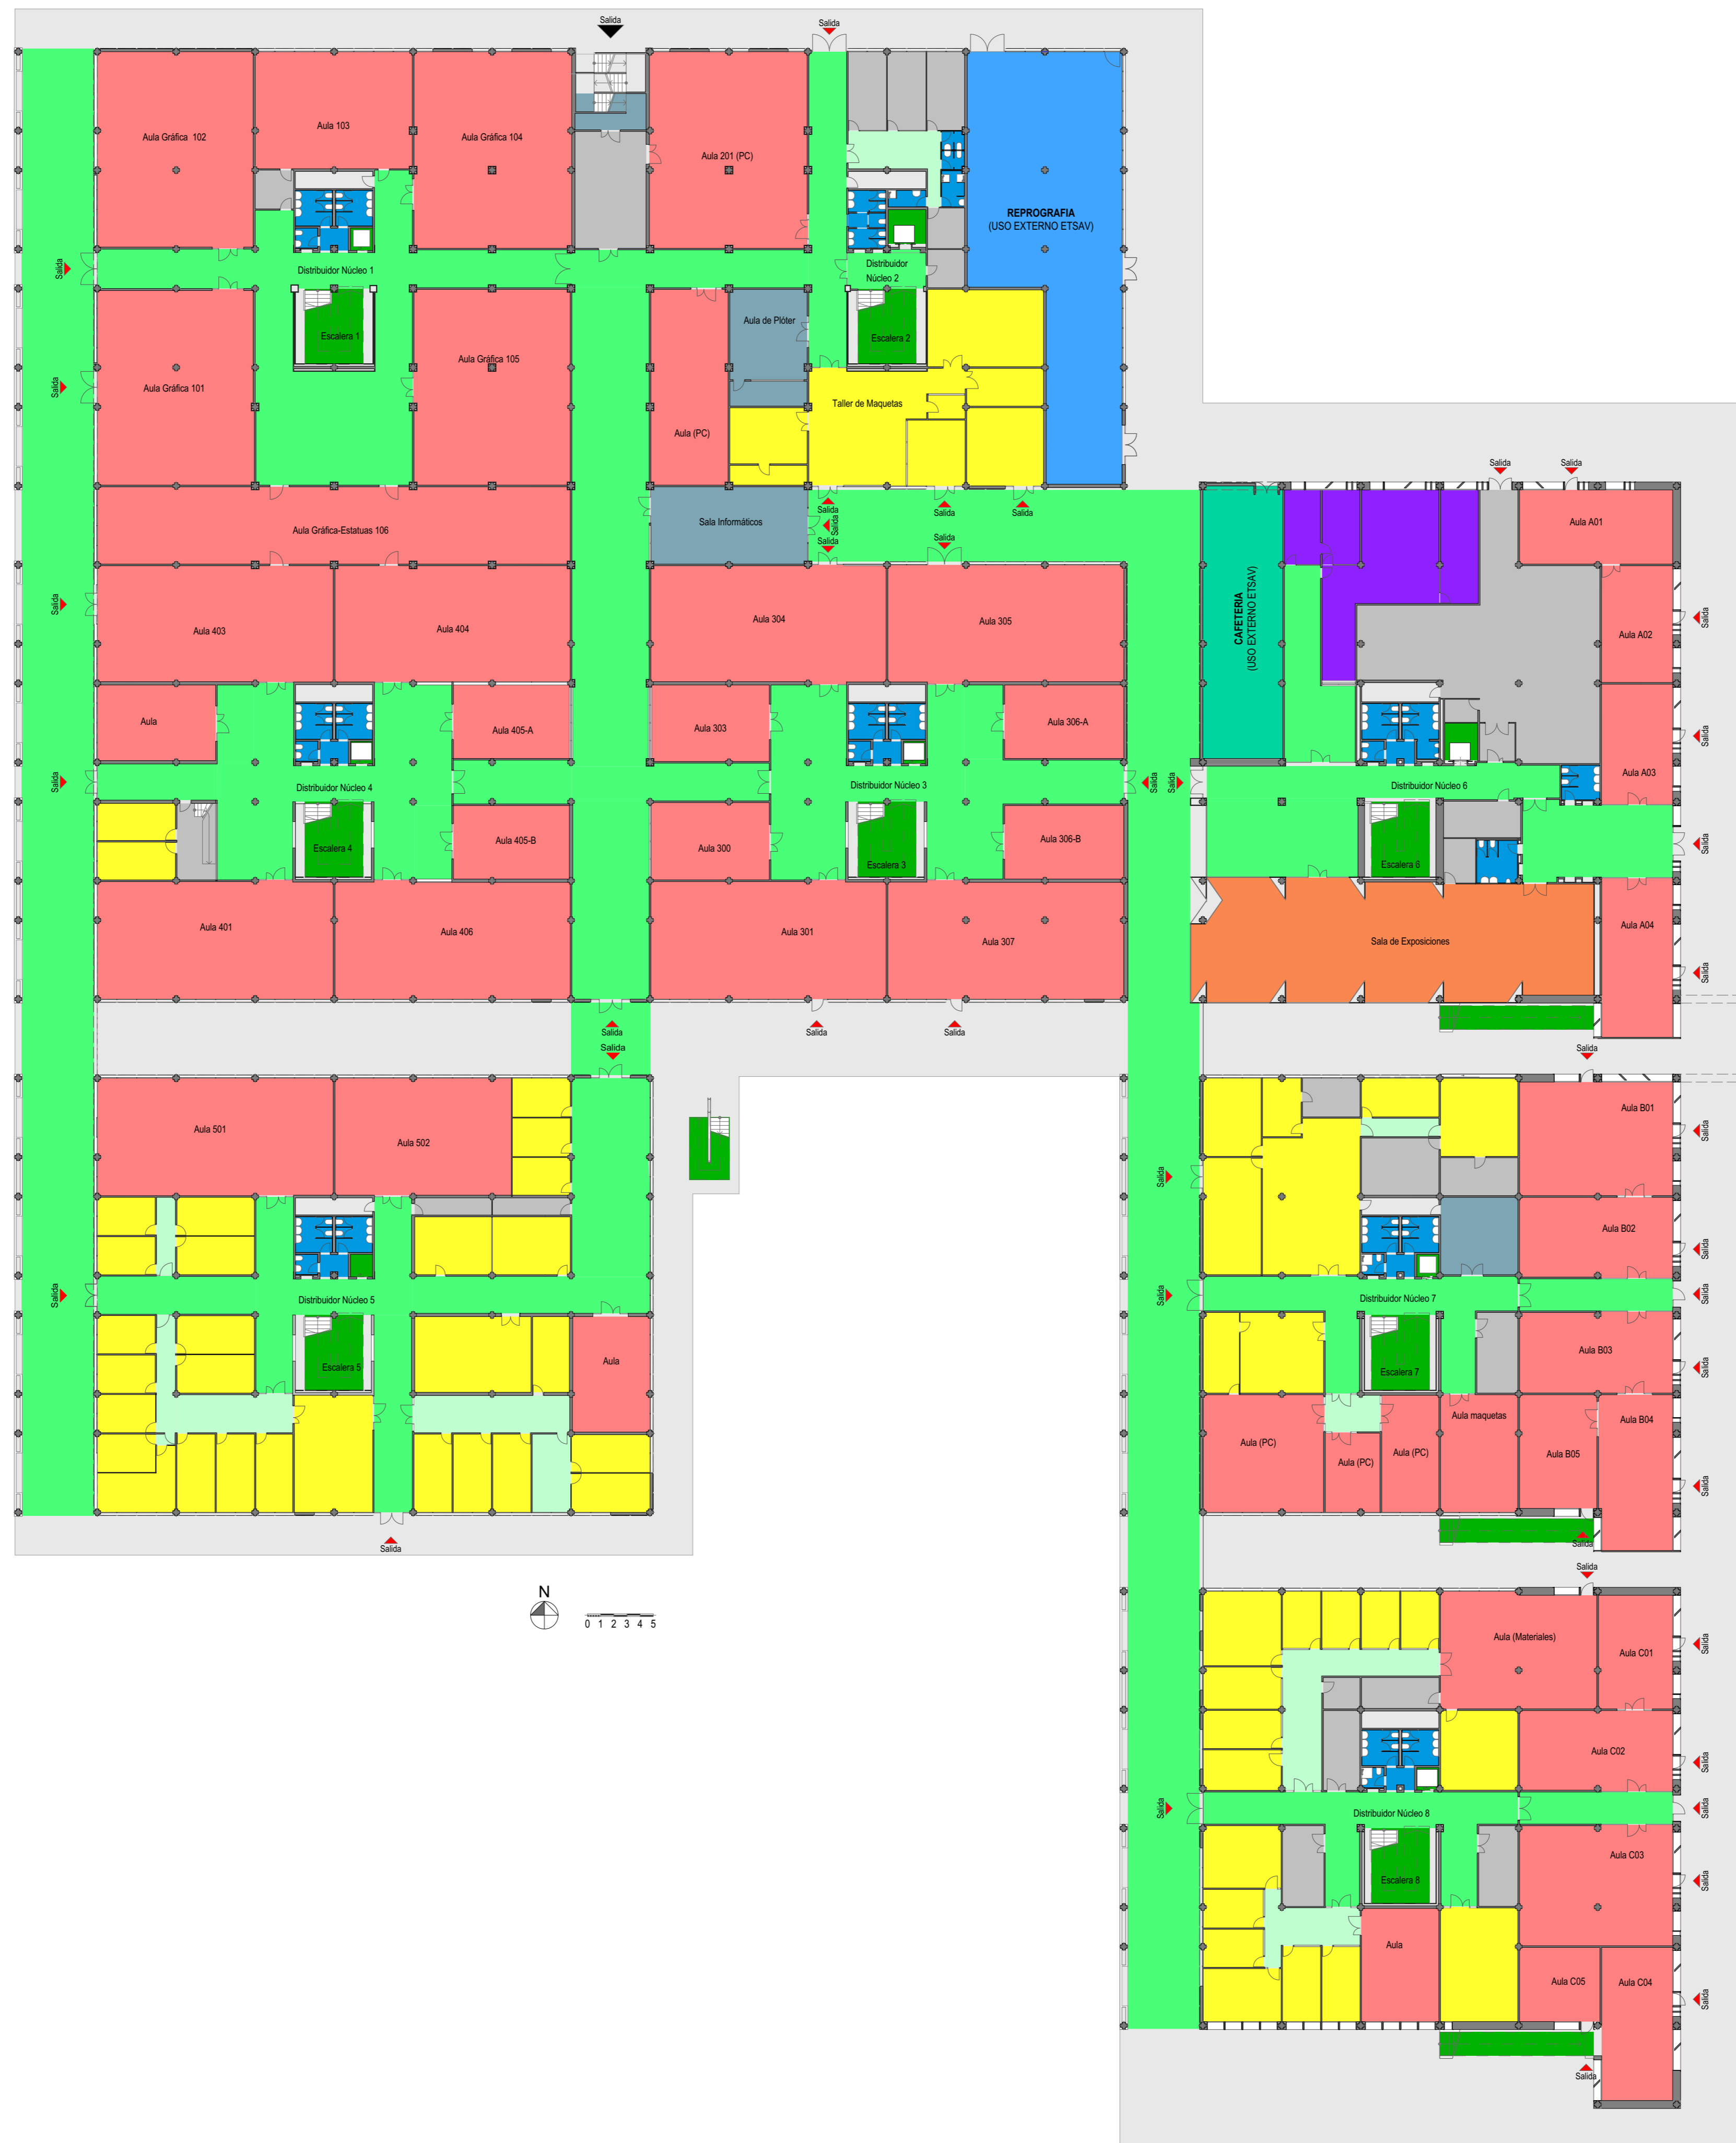 Salida
Salida
Aula Gráfica 102
Aula 103
Aula Gráfica 104
Aula 201 (PC)
REPROGRAFIA
(USO EXTERNO ETSAV)
Salida
Distribuidor Núcleo 1
Distribuidor
Núcleo 2
Escalera 1
Aula de Plóter
Escalera 2
Aula Gráfica 105
Salida
Aula Gráfica 101
Taller de Maquetas
Aula (PC)
Salida
Salida
Salida
Salida
Salida
Salida
Salida
Salida
Aula Gráfica-Estatuas 106
Sala Informáticos
Aula A01
CAFETERIA
(USO EXTERNO ETSAV)
Salida
Aula 403
Aula 404
Aula 304
Aula 305
Aula A02
Salida
Aula
405-A
Aula 303
Aula 306-A
Aula A03
Salida
Salida
Distribuidor Núcleo 4
Distribuidor Núcleo 3
Salida
Salida
Distribuidor Núcleo 6
Escalera 4
Aula 405-B
Aula 300
Escalera 3
Aula 306-B
Escalera 6
Salida
Aula 401
Aula 406
Aula 301
Aula 307
Sala de Exposiciones
Aula A04
Salida
Salida
Salida
Salida
Salida
Salida
Aula 501
Aula 502
Aula B01
Salida
Salida
Aula B02
Salida
Salida
Distribuidor Núcleo 5
Salida
Distribuidor Núcleo 7
Salida
Escalera 5
Aula
Escalera 7
Aula B03
Salida
Aula (PC)
Aula (PC)
Aula (PC)
Aula maquetas
Aula B05
Aula B04
Salida
Salida
Salida
Salida
N
0 1 2 3 4 5
Aula (Materiales)
Aula C01
Salida
Aula C02
Salida
Salida
Distribuidor Núcleo 8
Salida
Escalera 8
Aula C03
Salida
Aula
Aula C05
Aula C04
Salida
Salida